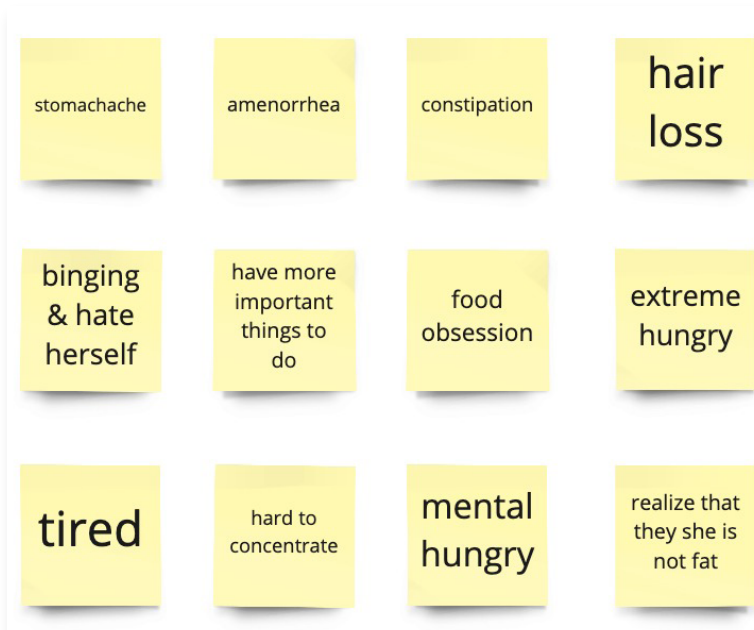 stomachache
amenorrhea
constipation
hair
loss
binging
& hate
herself
have more
important
things to
do
food
obsession
extreme
hungry
tired
hard to
concentrate
mental
hungry
realize that
they she is
not fat